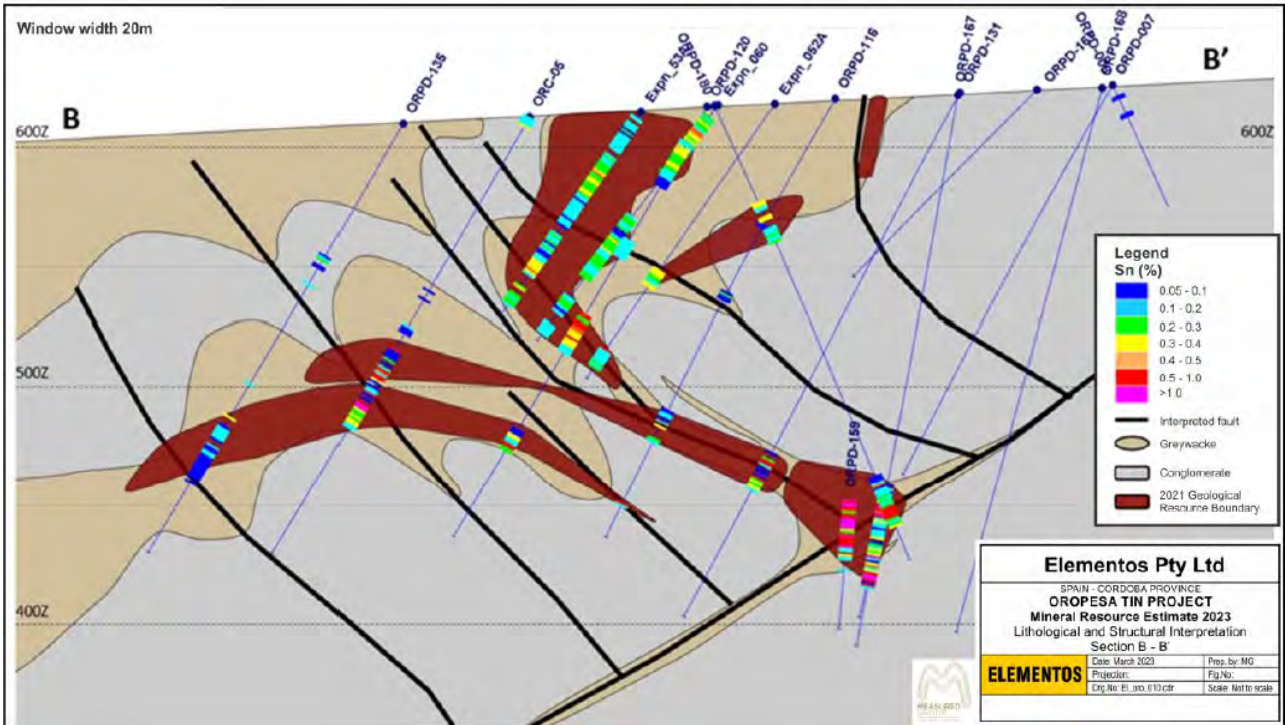 Window width 20m
B
B'
ORPD-135
ORC-05
Expn_53
ORPD-180
ORPD-120
Expn_060
Expn_052A
ORPD-116
ORPD-167
ORPD-131
ORPD-168
ORPD-007
600Z
600Z
500Z
400Z
ORPD-159
Legend
Sn (%)
0.05 - 0.1
0.1 - 0.2
0.2 - 0.3
0.3 - 0.4
0.4 - 0.5
0.5 - 1.0
>1.0
Interpreted fault
Greywacke
Conglomerate
2021 Geological
Resource Boundary
Elementos Pty Ltd
SPAIN - CORDOBA PROVINCE
OROPESA TIN PROJECT
Mineral Resource Estimate 2023
Lithological and Structural Interpretation
Section B - B'
ELEMENTOS
Date: March 2023
Prep. by: MG
Projection:
Fig.No:
Scale: Not to scale
MEASURED